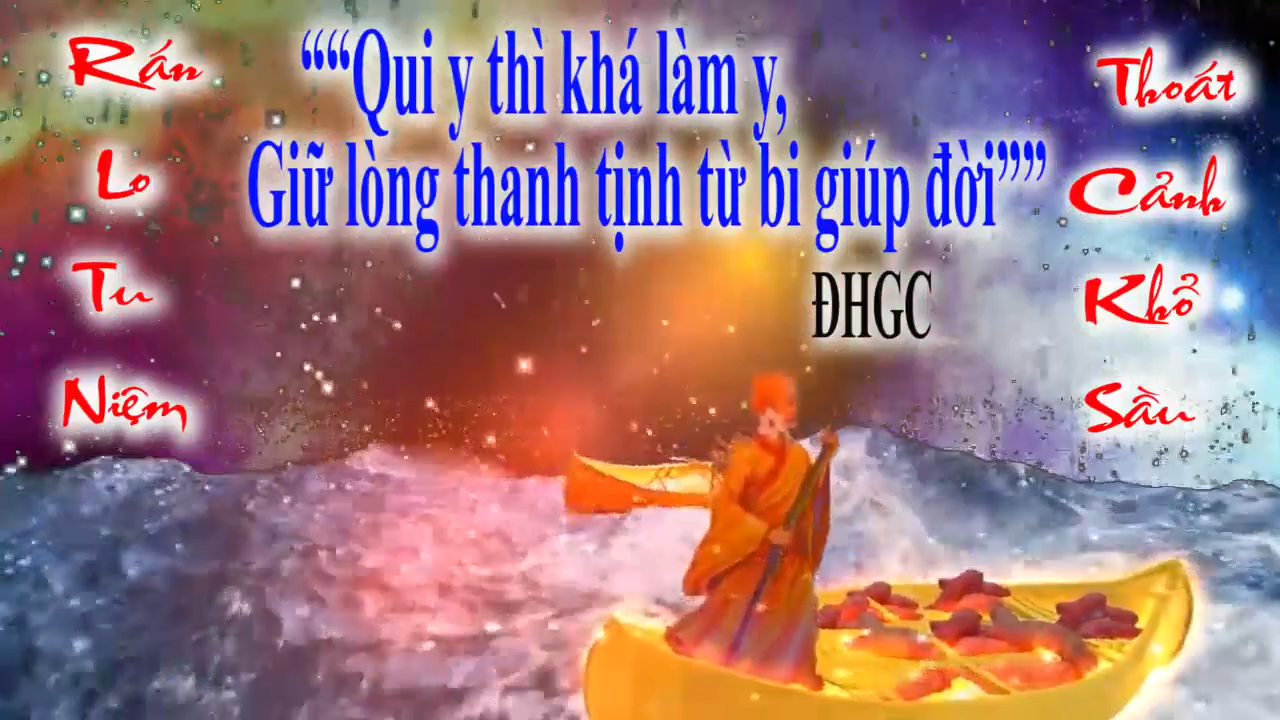 ““Qui y thì khá làm y,
Giữ lòng thanh tịnh từ bi giúp đời””
ĐHGC
Rấn
Lo
Tu
Niệm
Thoát
Cảnh
Khổ
Sầu